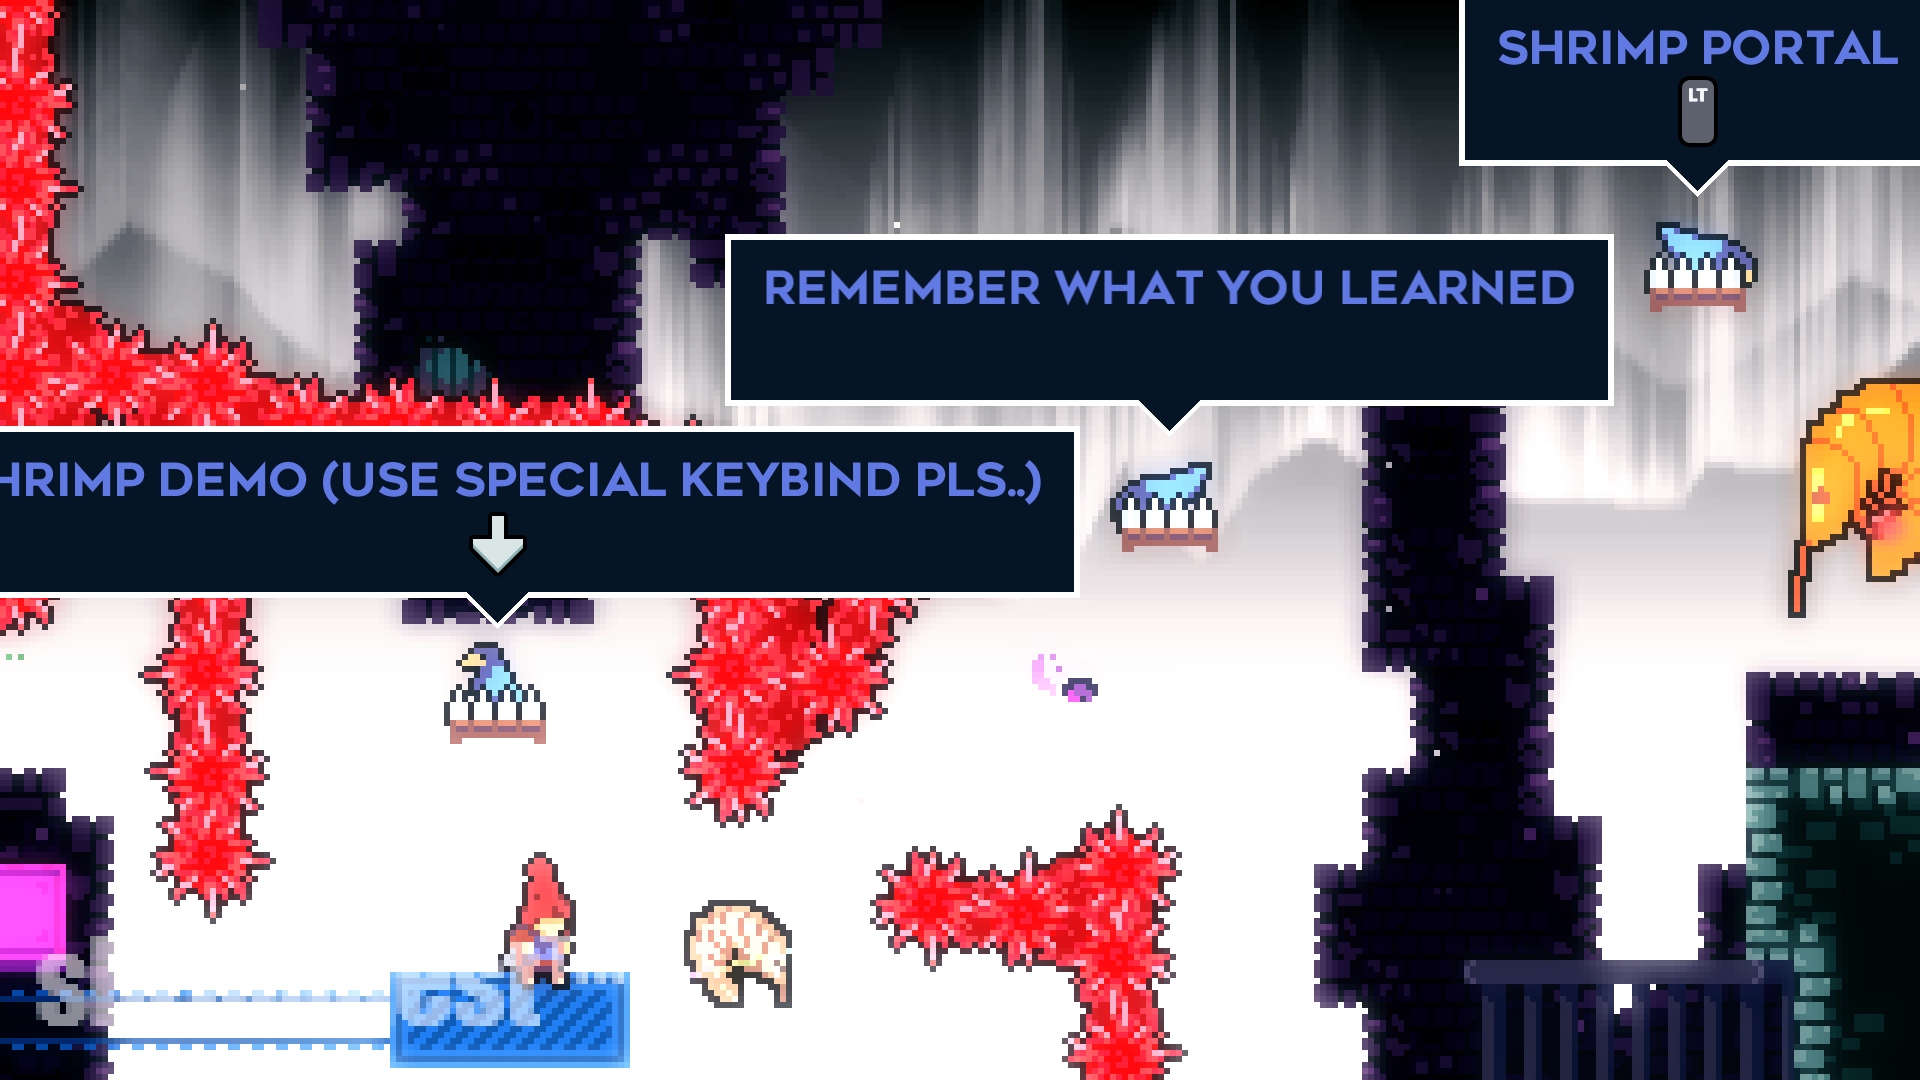 SHRIMP PORTAL
LT
REMEMBER WHAT YOU LEARNED
HRIMP DEMO (USE SPECIAL KEYBIND PLS..)